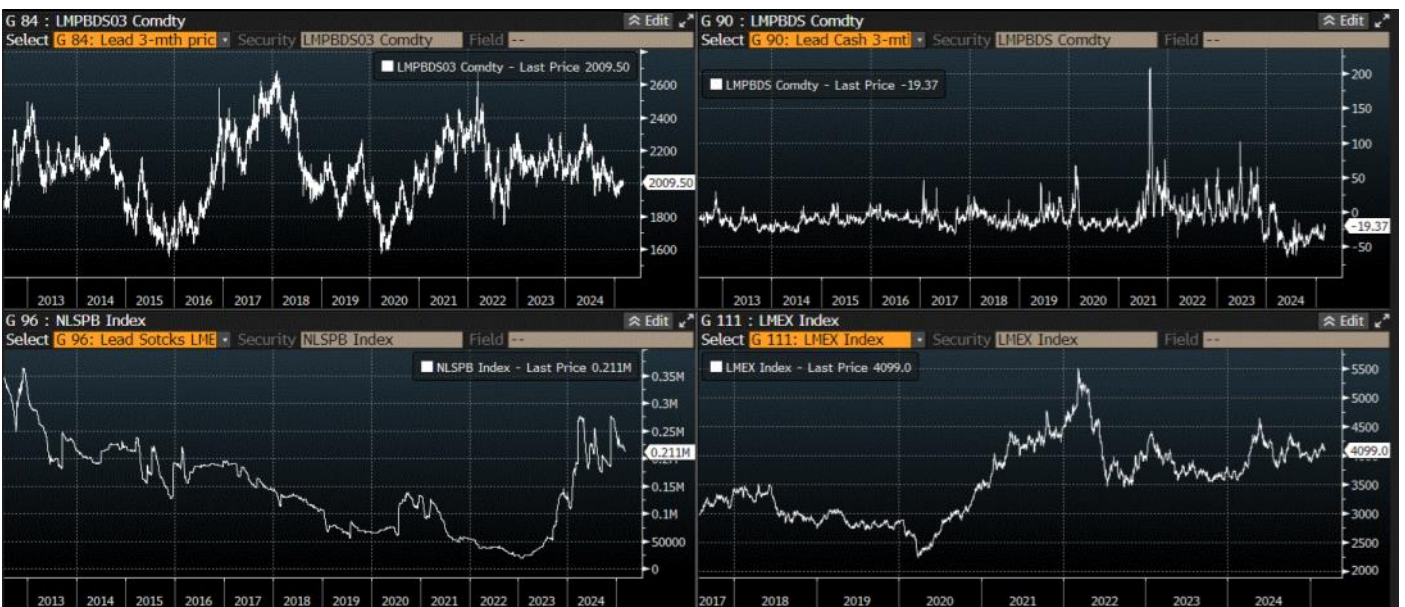 G 84 : LMPBDS03 Comdty
Edit
Select G 84: Lead 3-mth pric Security LMPBDS03 Comdty Field --
LMPBDS03 Comdty - Last Price 2009.50
2600
2400
2200
2009.50
1800
1600
2013 2014 2015 2016 2017 2018 2019 2020 2021 2022 2023 2024
G 90 : LMPBDS Comdty
Edit
Select G 90: Lead Cash 3-mt Security LMPBDS Comdty Field --
LMPBDS Comdty - Last Price -19.37
200
150
100
50
0
-19.37
-50
2013 2014 2015 2016 2017 2018 2019 2020 2021 2022 2023 2024
G 96 : NLSPB Index
Edit
Select G 96: Lead Sotcks LME Security NLSPB Index Field --
NLSPB Index - Last Price 0.211M
0.35M
0.3M
0.25M
0.211M
0.15M
0.1M
50000
0
2013 2014 2015 2016 2017 2018 2019 2020 2021 2022 2023 2024
G 111 : LMEX Index
Edit
Select G 111: LMEX Index Security LMEX Index Field --
LMEX Index - Last Price 4099.0
5500
5000
4500
4099.0
3500
3000
2500
2000
2017 2018 2019 2020 2021 2022 2023 2024